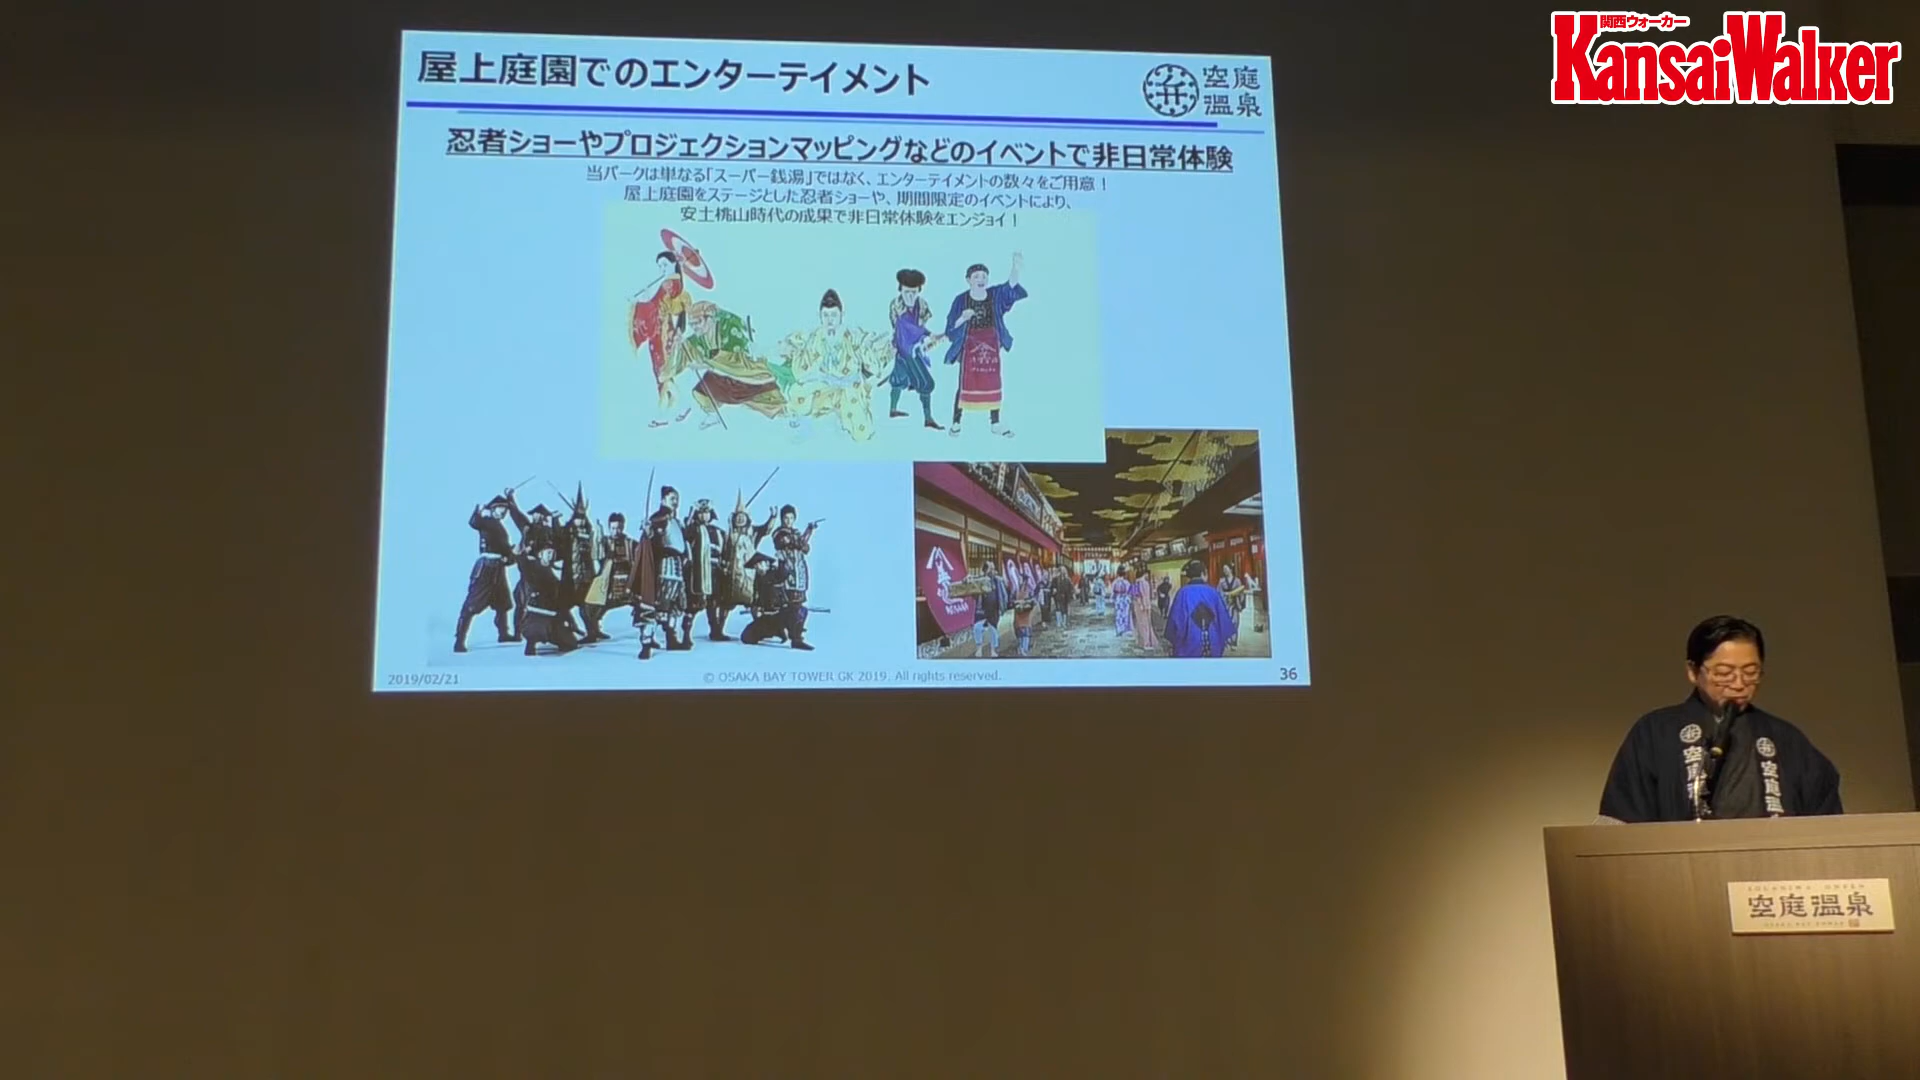 関西ウォーカー
KansaiWalker
屋上庭園でのエンターテイメント
空庭
温泉
忍者ショーやプロジェクションマッピングなどのイベントで非日常体験
当パークは単なる「スーパー銭湯」ではなく、エンターテイメントの数々をご用意！
屋上庭園をステージとした忍者ショーや、期間限定のイベントにより、
安土桃山時代の成果で非日常体験をエンジョイ！
2019/02/21
© OSAKA BAY TOWER GK 2019. All rights reserved.
36
空庭温
SOLANIWA ONSEN
空庭温泉
OSAKA BAY TOWER